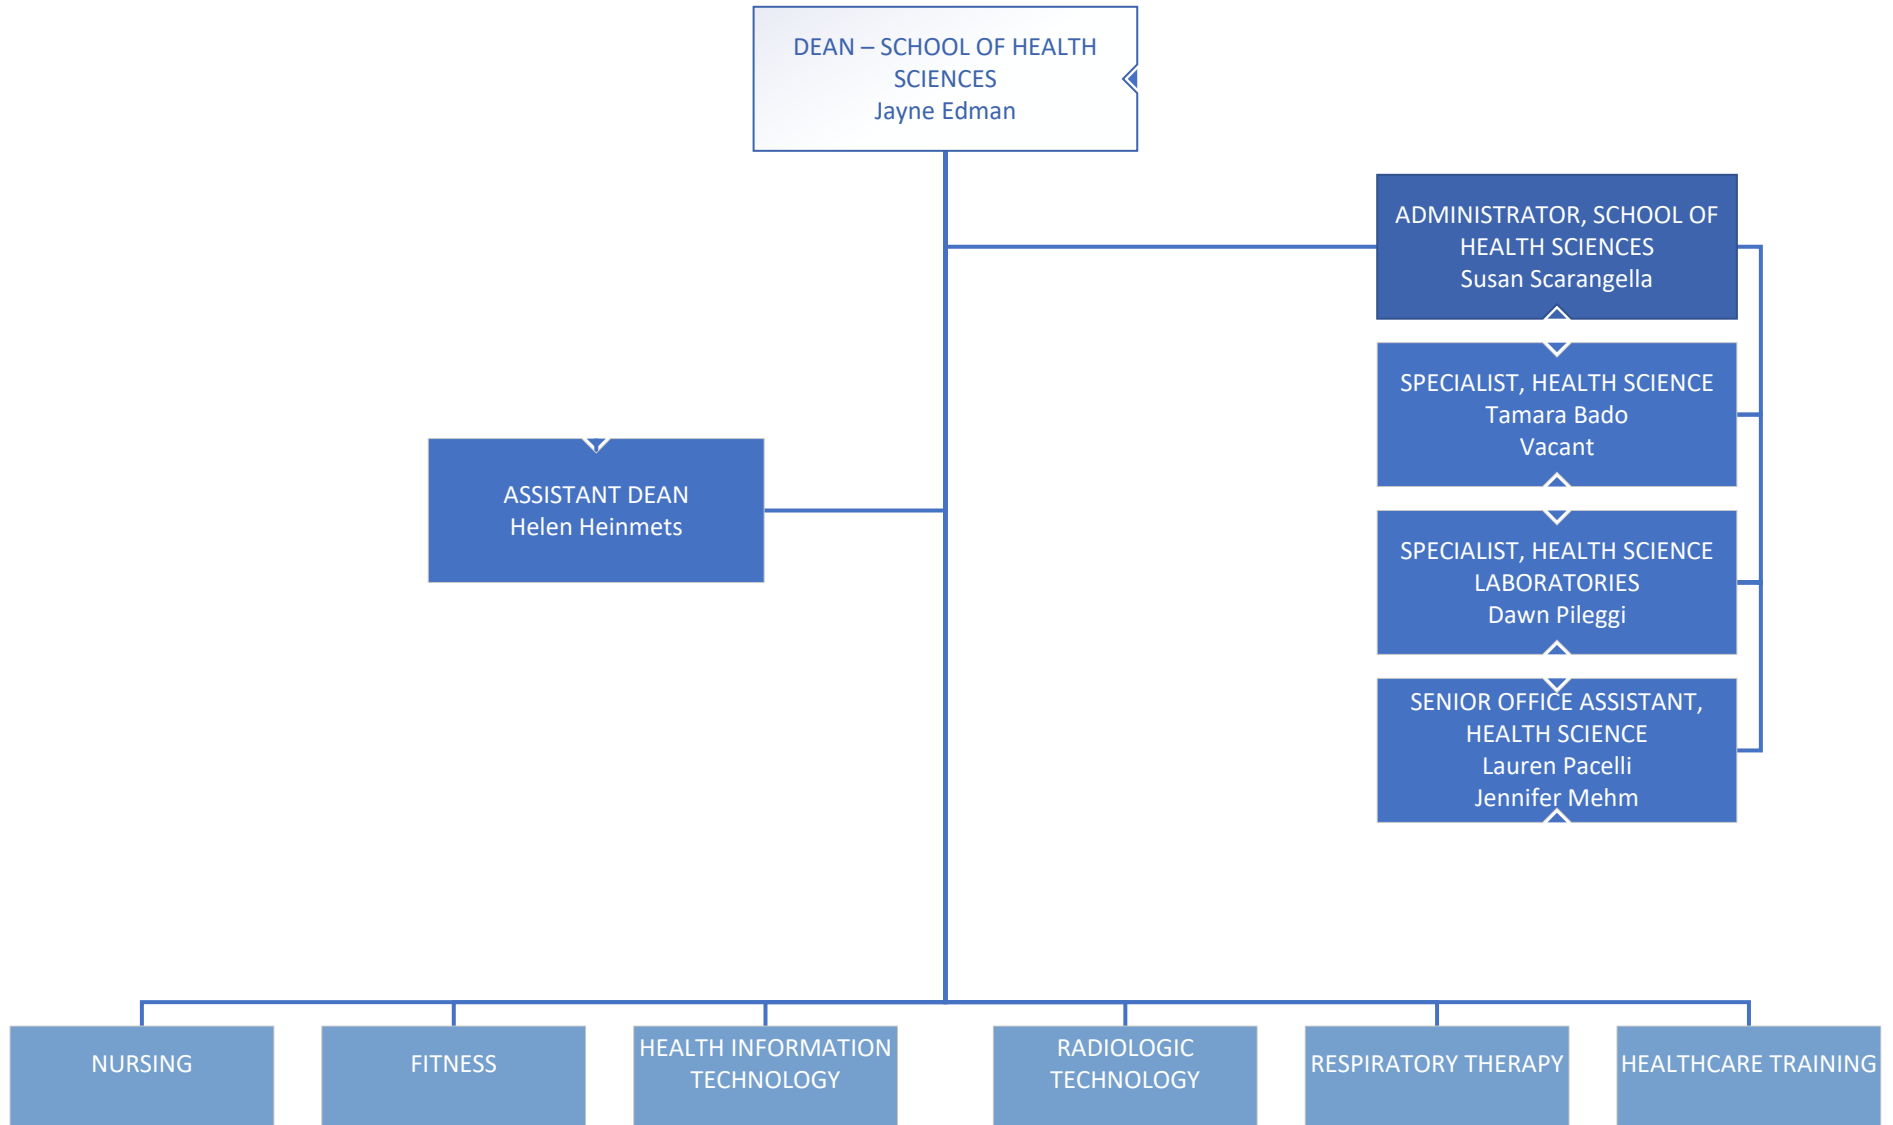 DEAN – SCHOOL OF HEALTH
SCIENCES
Jayne Edman
ADMINISTRATOR, SCHOOL OF
HEALTH SCIENCES
Susan Scarangella
SPECIALIST, HEALTH SCIENCE
Tamara Bado
Vacant
ASSISTANT DEAN
Helen Heinmets
SPECIALIST, HEALTH SCIENCE
LABORATORIES
Dawn Pileggi
SENIOR OFFICE ASSISTANT,
HEALTH SCIENCE
Lauren Pacelli
Jennifer Mehm
NURSING
FITNESS
HEALTH INFORMATION
TECHNOLOGY
RADIOLOGIC
TECHNOLOGY
RESPIRATORY THERAPY
HEALTHCARE TRAINING